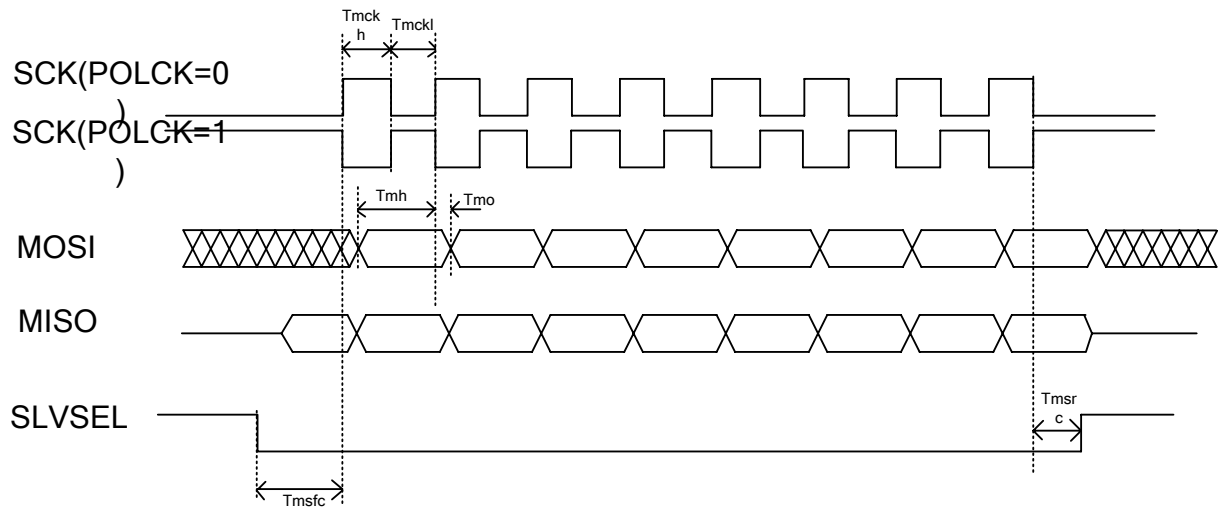 Tmck
h
Tmckl
SCK(POLCK=0
)
SCK(POLCK=1
)
Tmh
Tmo
MOSI
MISO
SLVSEL
Tmsr
c
Tmsfc